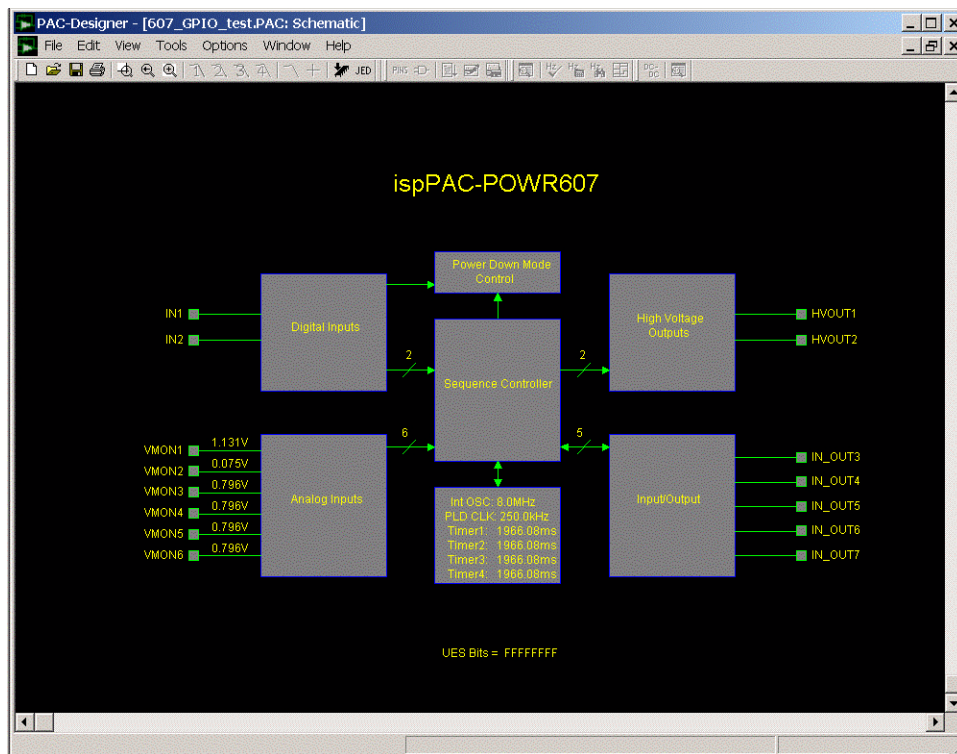 PAC-Designer - [607_GPIO_test.PAC: Schematic]
File Edit View Tools Options Window Help
JED PINS
ispPAC-POWR607
Power Down Mode
Control
IN1
IN2
Digital Inputs
2
Sequence Controller
2
High Voltage
Outputs
HVOUT1
HVOUT2
VMON1 1.131V
VMON2 0.075V
VMON3 0.796V
VMON4 0.796V
VMON5 0.796V
VMON6 0.796V
Analog Inputs
6
5
Input/Output
IN_OUT3
IN_OUT4
IN_OUT5
IN_OUT6
IN_OUT7
Int OSC: 8.0MHz
PLD CLK: 250.0kHz
Timer1: 1966.08ms
Timer2: 1966.08ms
Timer3: 1966.08ms
Timer4: 1966.08ms
UES Bits = FFFFFFFF